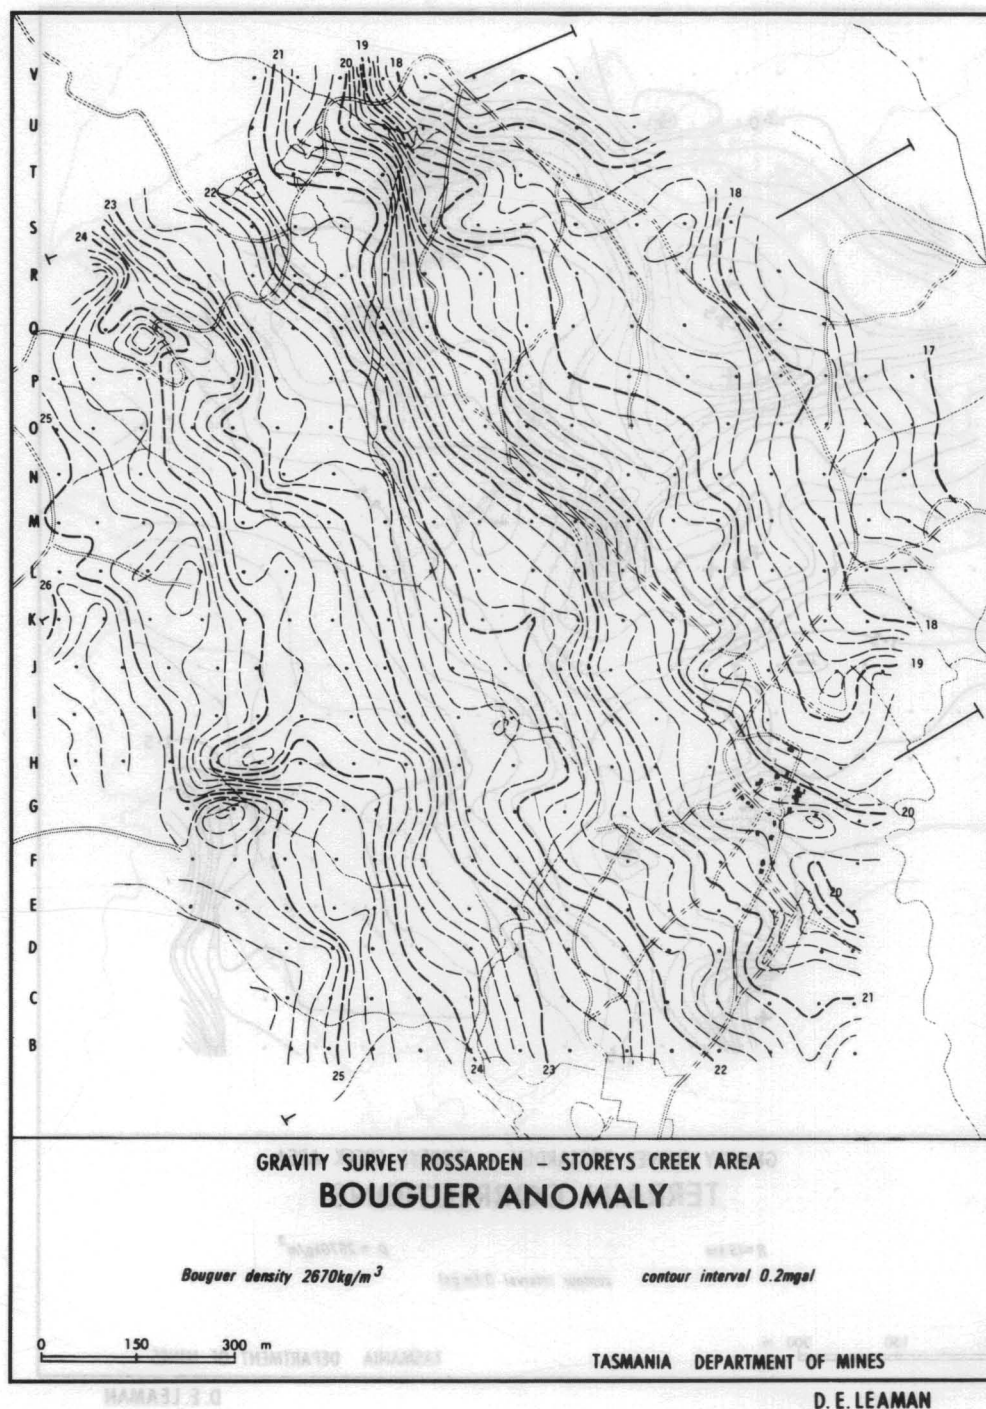 21
19
20 18
V
U
T
22
18
23
S
24
R
Q
17
P
25
O
N
M
L
26
K
18
J
19
I
H
G
20
F
20
E
D
C
21
B
25
24
23
22
GRAVITY SURVEY ROSSARDEN – STOREYS CREEK AREA
BOUGUER ANOMALY
Bouguer density 2670kg/m³ contour interval 0.2mgal
0 150 300 m
TASMANIA DEPARTMENT OF MINES
D. E. LEAMAN